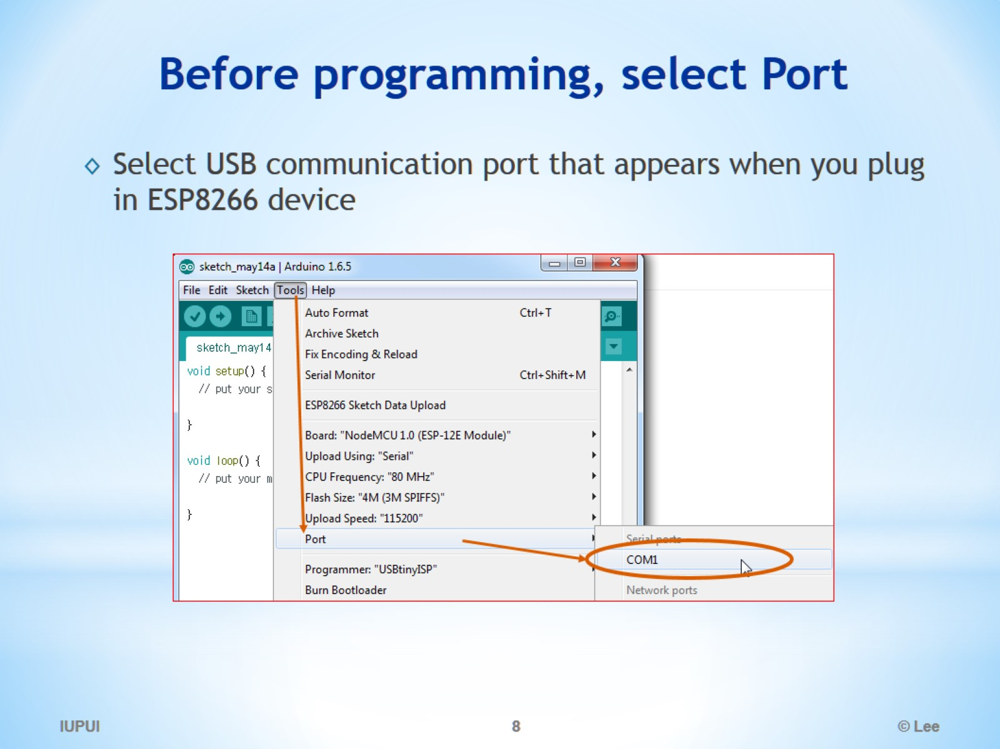 Before programming, select Port
Select USB communication port that appears when you plug
in ESP8266 device
sketch_may14a | Arduino 1.6.5
File Edit Sketch Tools Help
Auto Format Ctrl+T
Archive Sketch
sketch_may14
Fix Encoding & Reload
void setup() {
Serial Monitor Ctrl+Shift+M
// put your s
ESP8266 Sketch Data Upload
}
Board: "NodeMCU 1.0 (ESP-12E Module)"
Upload Using: "Serial"
void loop() {
CPU Frequency: "80 MHz"
// put your m
Flash Size: "4M (3M SPIFFS)"
}
Upload Speed: "115200"
Port
Serial ports
COM1
Programmer: "USBtinyISP"
Burn Bootloader
Network ports
IUPUI 8 © Lee